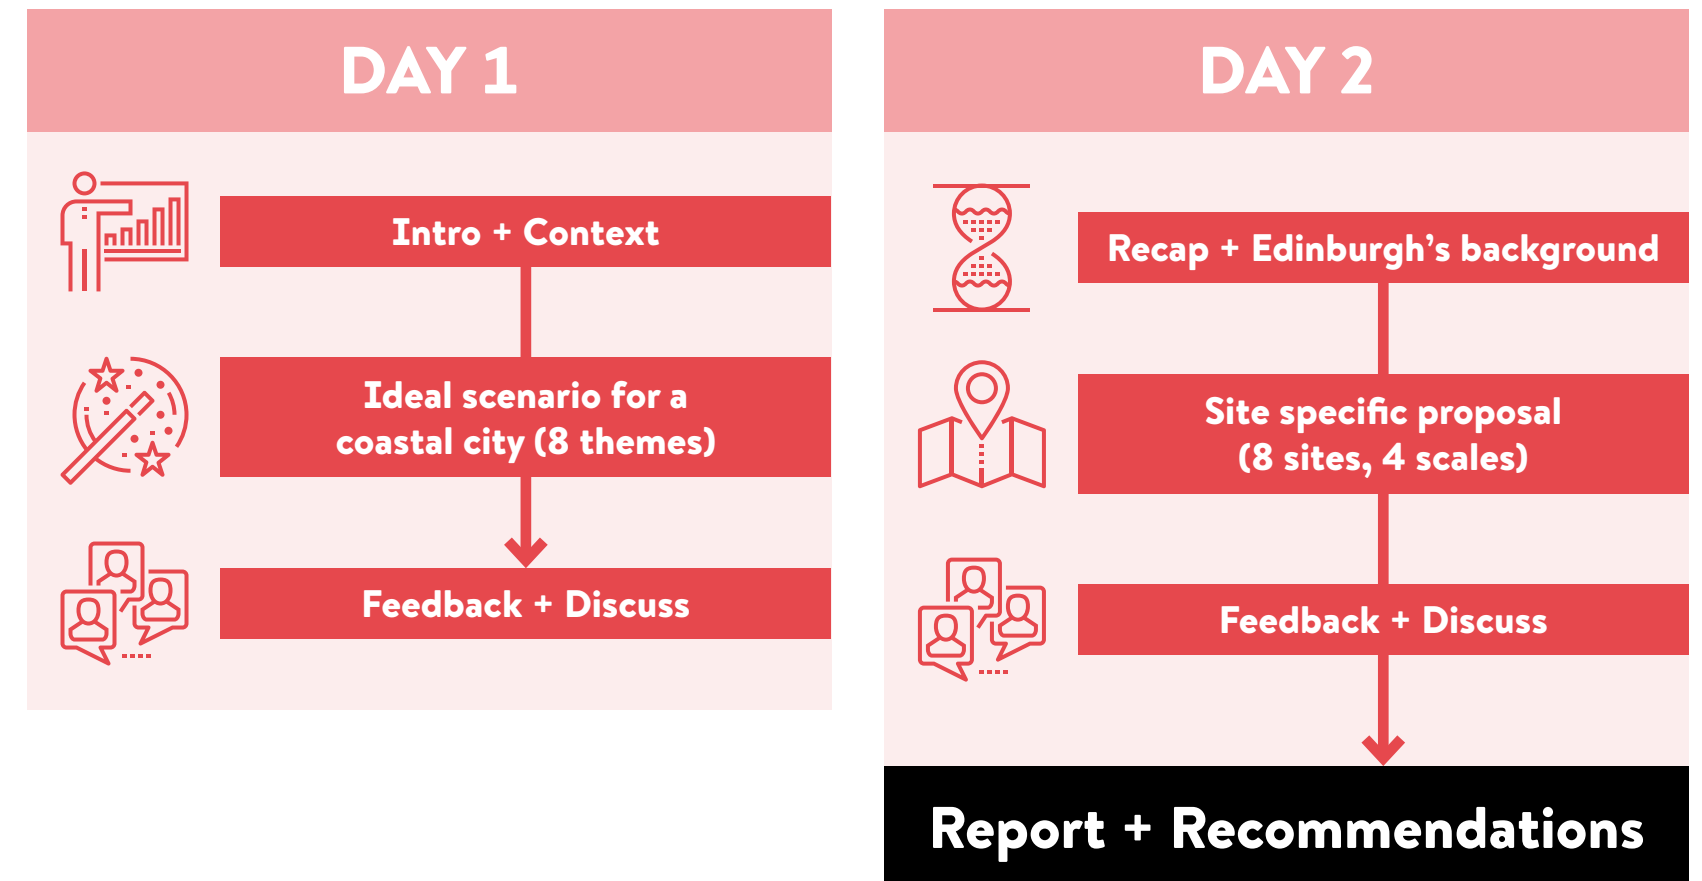 DAY 1
Intro + Context
Ideal scenario for a
coastal city (8 themes)
Feedback + Discuss
DAY 2
Recap + Edinburgh’s background
Site specific proposal
(8 sites, 4 scales)
Feedback + Discuss
Report + Recommendations